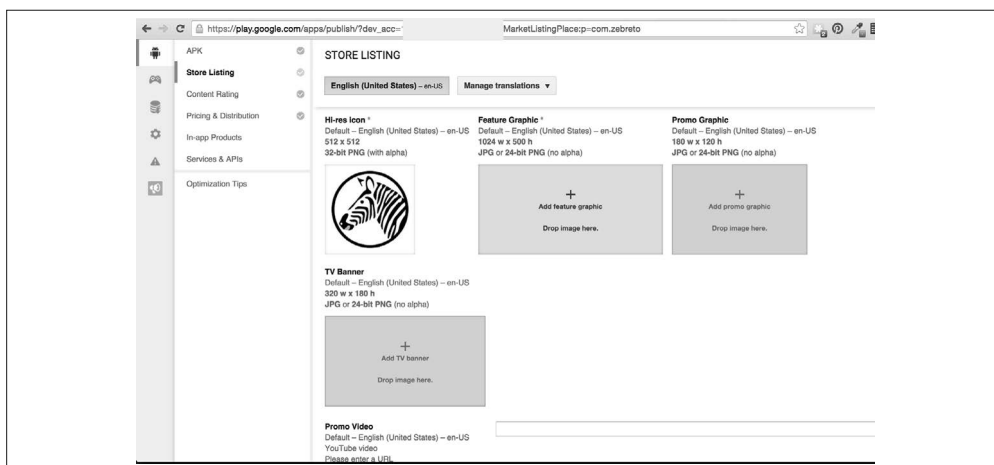 https://play.google.com/apps/publish/?dev_acc= MarketListingPlace:p=com.zebreto
APK
Store Listing
Content Rating
Pricing & Distribution
In-app Products
Services & APIs
Optimization Tips
STORE LISTING
English (United States) – en-US
Manage translations
Hi-res icon *
Default – English (United States) – en-US
512 x 512
32-bit PNG (with alpha)
Feature Graphic *
Default – English (United States) – en-US
1024 w x 500 h
JPG or 24-bit PNG (no alpha)
+
Add feature graphic
Drop image here.
Promo Graphic
Default – English (United States) – en-US
180 w x 120 h
JPG or 24-bit PNG (no alpha)
+
Add promo graphic
Drop image here.
TV Banner
Default – English (United States) – en-US
320 w x 180 h
JPG or 24-bit PNG (no alpha)
+
Add TV banner
Drop image here.
Promo Video
Default – English (United States) – en-US
YouTube video
Please enter a URL